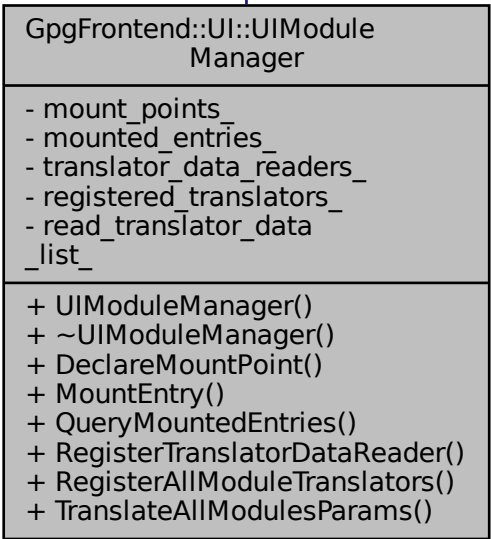 GpgFrontend::UI::UIModule
Manager
- mount_points_
- mounted_entries_
- translator_data_readers_
- registered_translators_
- read_translator_data
_list_
+ UIModuleManager()
+ ~UIModuleManager()
+ DeclareMountPoint()
+ MountEntry()
+ QueryMountedEntries()
+ RegisterTranslatorDataReader()
+ RegisterAllModuleTranslators()
+ TranslateAllModulesParams()